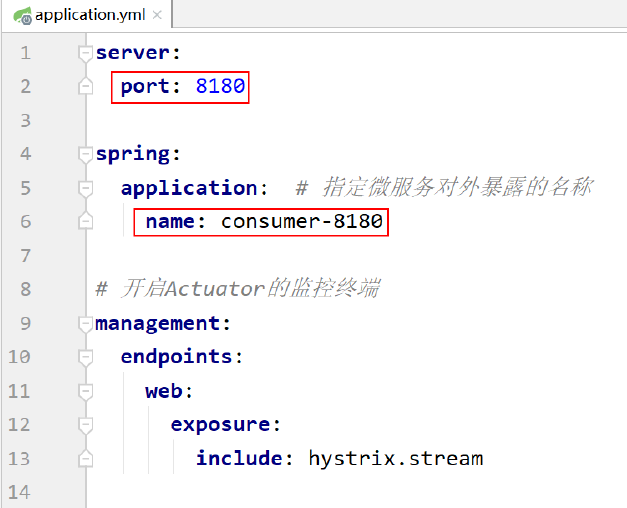 application.yml
1 server:
2   port: 8180
3
4 spring:
5   application:  # 指定微服务对外暴露的名称
6     name: consumer-8180
7
8 # 开启Actuator的监控终端
9 management:
10   endpoints:
11     web:
12       exposure:
13         include: hystrix.stream
14